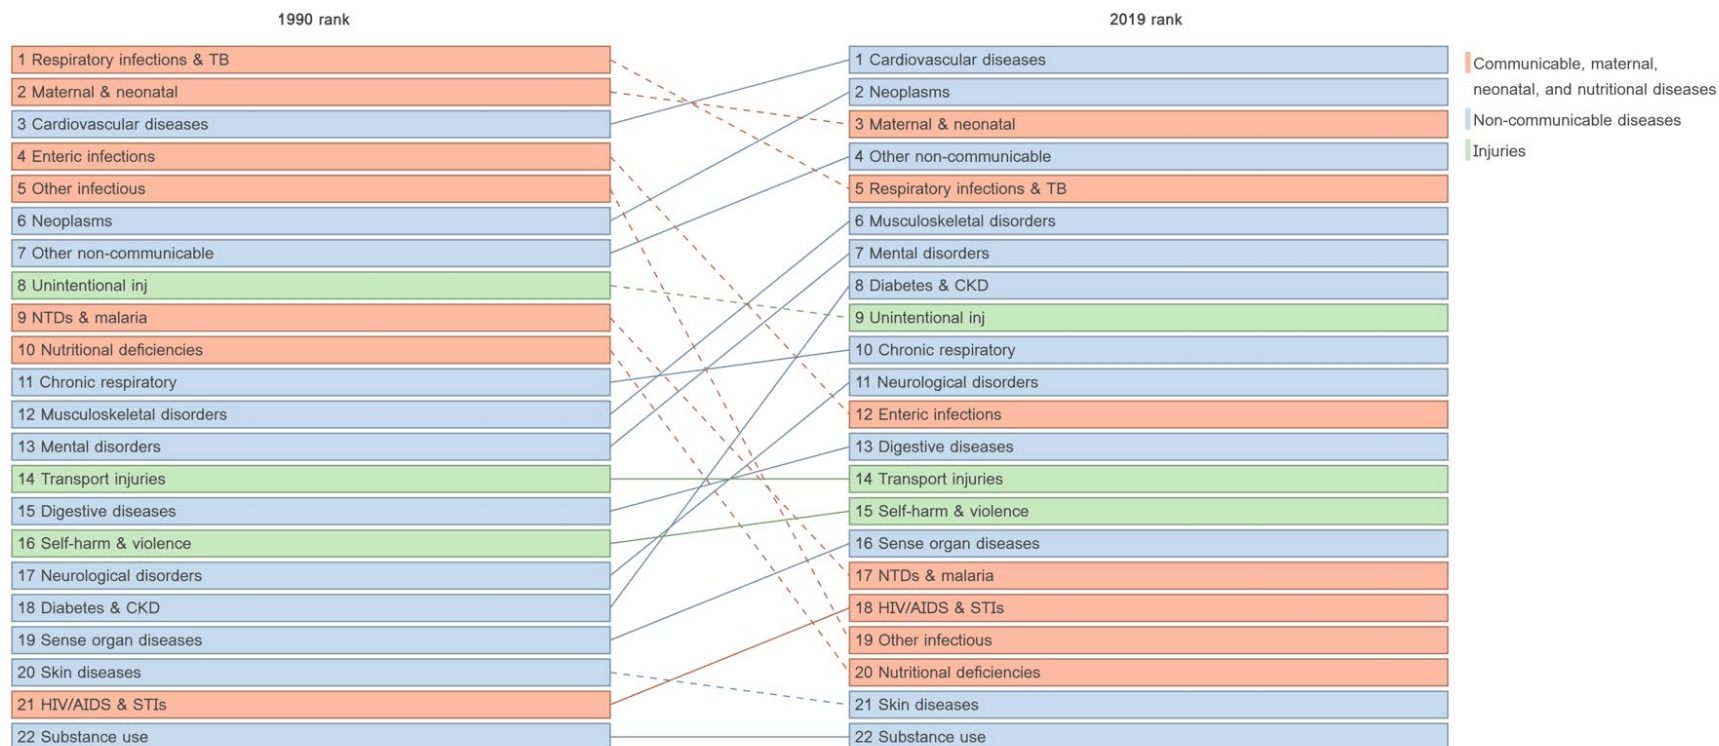 1990 rank
2019 rank
1 Respiratory infections & TB
2 Maternal & neonatal
3 Cardiovascular diseases
4 Enteric infections
5 Other infectious
6 Neoplasms
7 Other non-communicable
8 Unintentional inj
9 NTDs & malaria
10 Nutritional deficiencies
11 Chronic respiratory
12 Musculoskeletal disorders
13 Mental disorders
14 Transport injuries
15 Digestive diseases
16 Self-harm & violence
17 Neurological disorders
18 Diabetes & CKD
19 Sense organ diseases
20 Skin diseases
21 HIV/AIDS & STIs
22 Substance use
1 Cardiovascular diseases
2 Neoplasms
3 Maternal & neonatal
4 Other non-communicable
5 Respiratory infections & TB
6 Musculoskeletal disorders
7 Mental disorders
8 Diabetes & CKD
9 Unintentional inj
10 Chronic respiratory
11 Neurological disorders
12 Enteric infections
13 Digestive diseases
14 Transport injuries
15 Self-harm & violence
16 Sense organ diseases
17 NTDs & malaria
18 HIV/AIDS & STIs
19 Other infectious
20 Nutritional deficiencies
21 Skin diseases
22 Substance use
Communicable, maternal,
neonatal, and nutritional diseases
Non-communicable diseases
Injuries